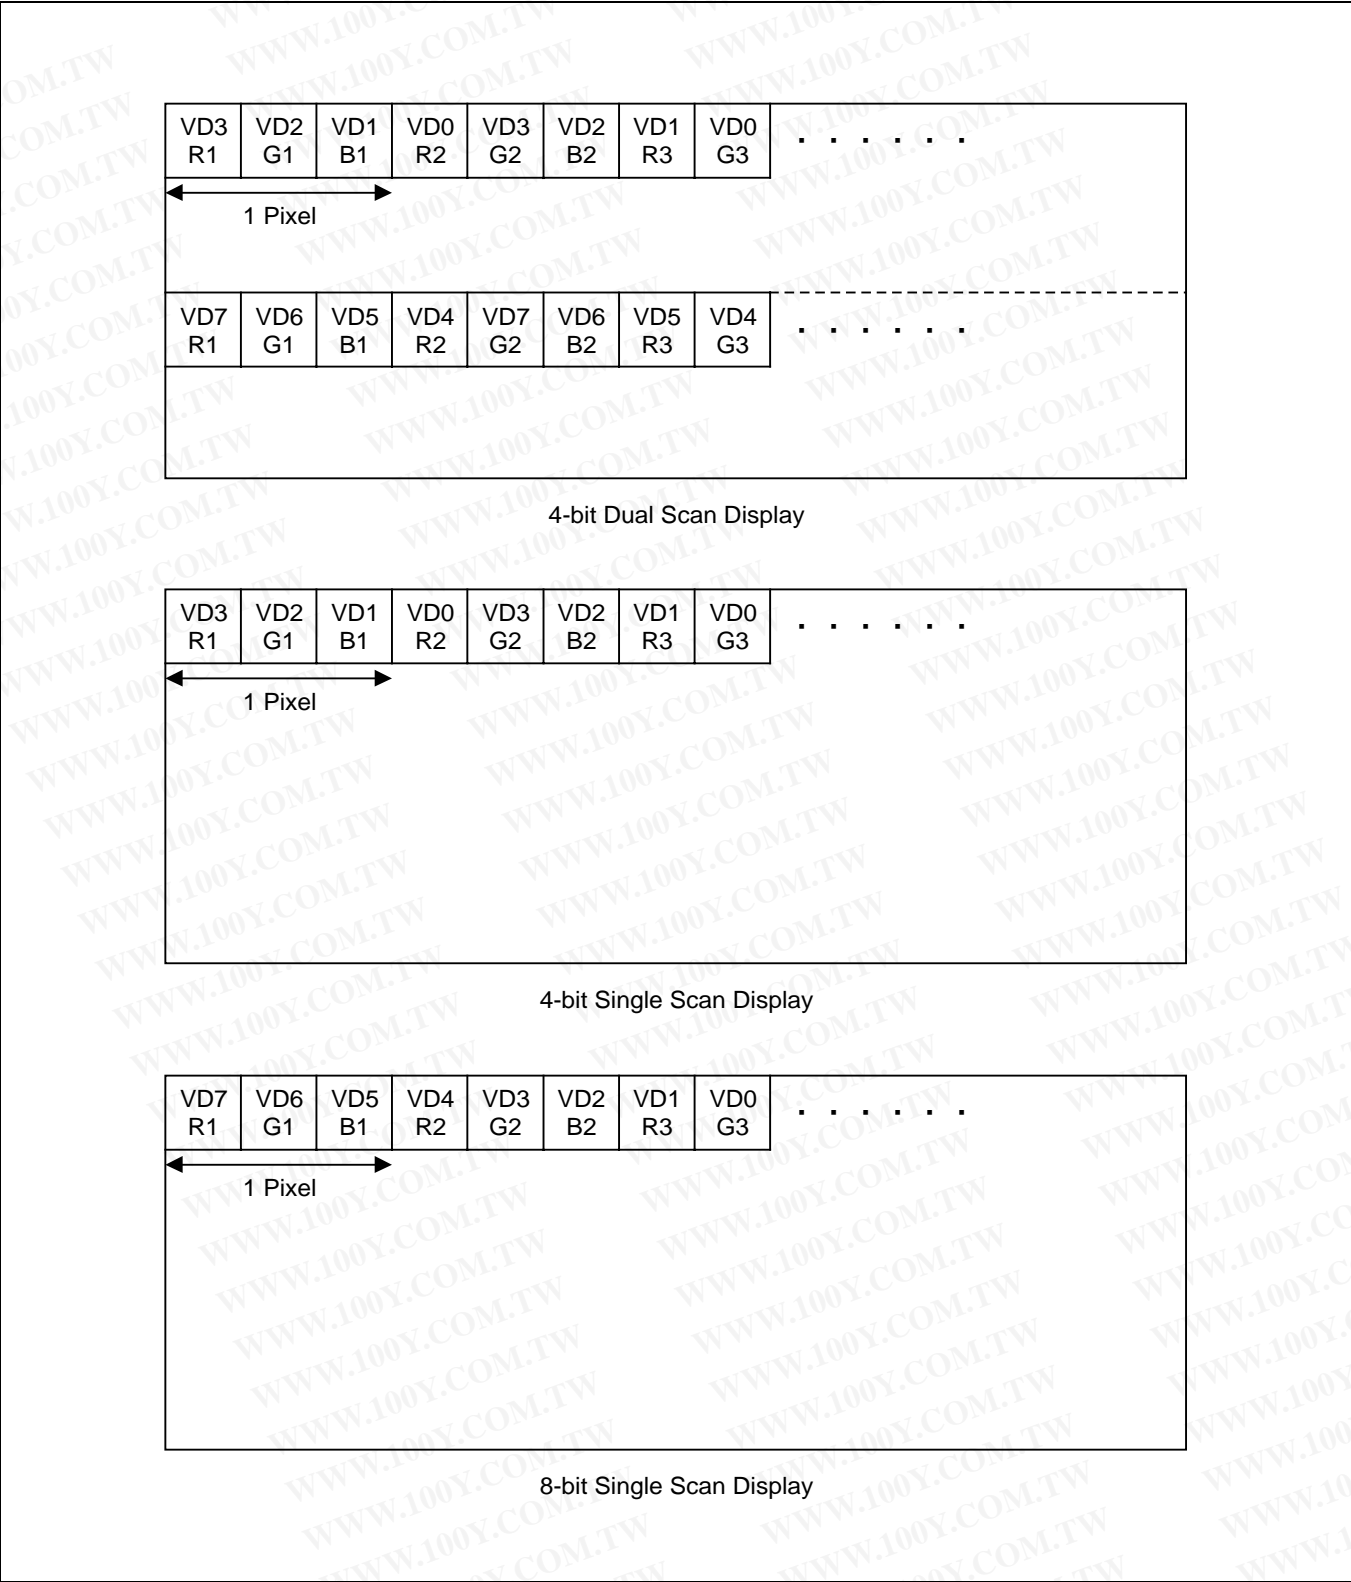 VD3 VD2 VD1 VD0 VD3 VD2 VD1 VD0
R1 G1 B1 R2 G2 B2 R3 G3
1 Pixel
VD7 VD6 VD5 VD4 VD7 VD6 VD5 VD4
R1 G1 B1 R2 G2 B2 R3 G3
4-bit Dual Scan Display
VD3 VD2 VD1 VD0 VD3 VD2 VD1 VD0
R1 G1 B1 R2 G2 B2 R3 G3
1 Pixel
4-bit Single Scan Display
VD7 VD6 VD5 VD4 VD3 VD2 VD1 VD0
R1 G1 B1 R2 G2 B2 R3 G3
1 Pixel
8-bit Single Scan Display
WWW.100Y.COM.TW